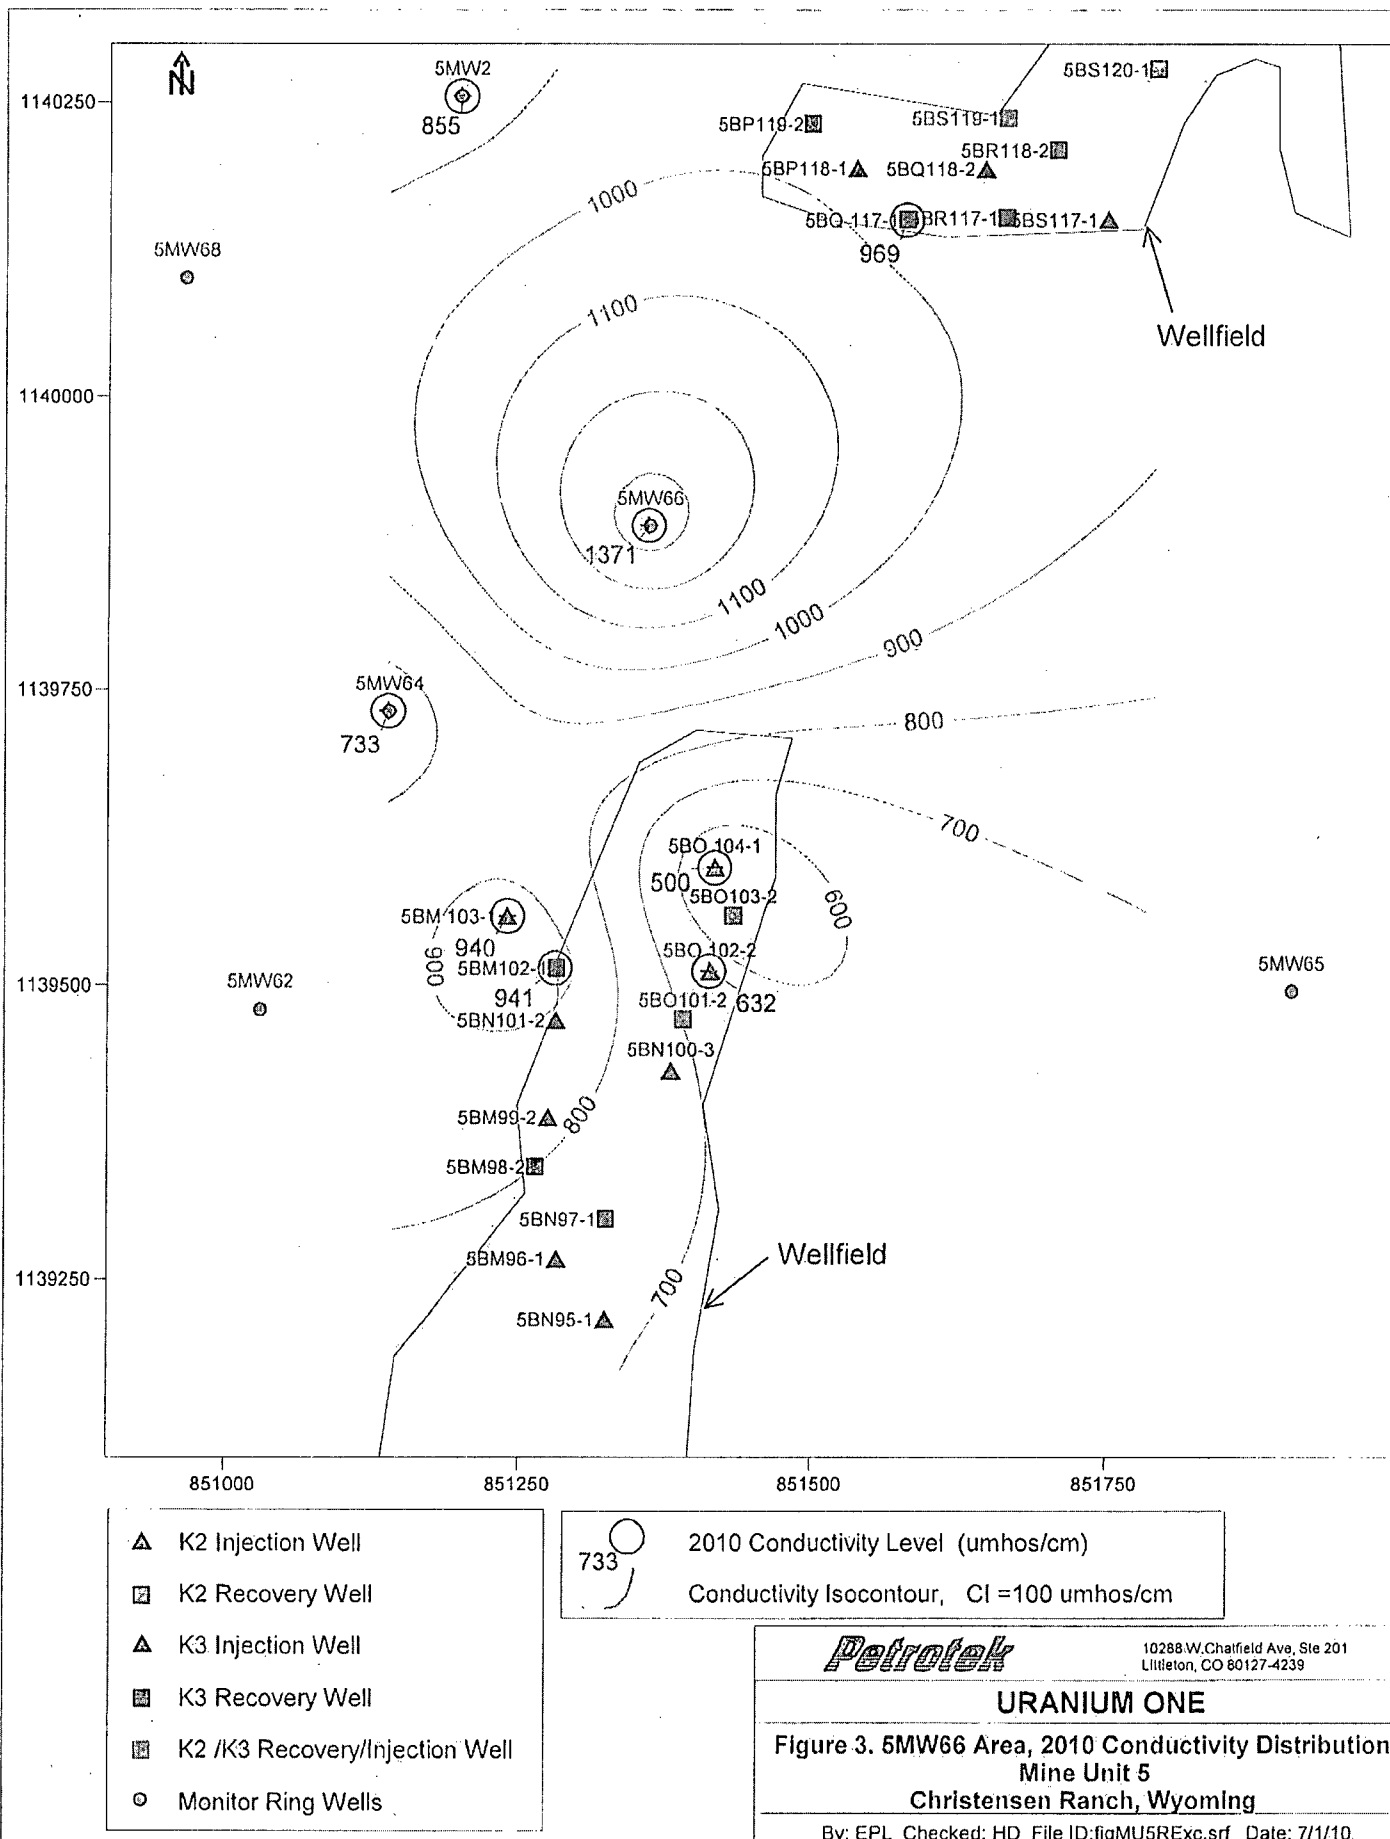 N
5MW2
855
5BS120-1
1140250
5BP119-2
5BS119-1
5BR118-2
5BP118-1
5BQ118-2
1000
5MW68
5BQ 117-1
BR117-1
5BS117-1
969
1100
Wellfield
1140000
5MW66
1371
1100
1000
900
5MW64
1139750
800
733
700
5BO 104-1
500
5BO103-2
600
5BM 103-1
940
900
5BM102-1
5BO 102-2
5MW62
5MW65
1139500
941
5BO101-2
632
5BN101-2
5BN100-3
5BM99-2
800
5BM98-2
5BN97-1
5BM96-1
Wellfield
1139250
700
5BN95-1
851000
851250
851500
851750
K2 Injection Well
K2 Recovery Well
K3 Injection Well
K3 Recovery Well
K2 /K3 Recovery/Injection Well
Monitor Ring Wells
733
2010 Conductivity Level (umhos/cm)
Conductivity Isocontour, CI =100 umhos/cm
Petrotek
10288 W.Chatfield Ave, Ste 201
Littleton, CO 80127-4239
URANIUM ONE
Figure 3. 5MW66 Area, 2010 Conductivity Distribution
Mine Unit 5
Christensen Ranch, Wyoming
By: EPL Checked: HD File ID:figMU5RExc.srf Date: 7/1/10